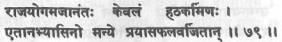 राजयोगमजानंतः केवलं हठकर्मिणः ।
एतानभ्यासिनो मन्ये प्रयासफलवर्जितान् ॥ ७९ ॥